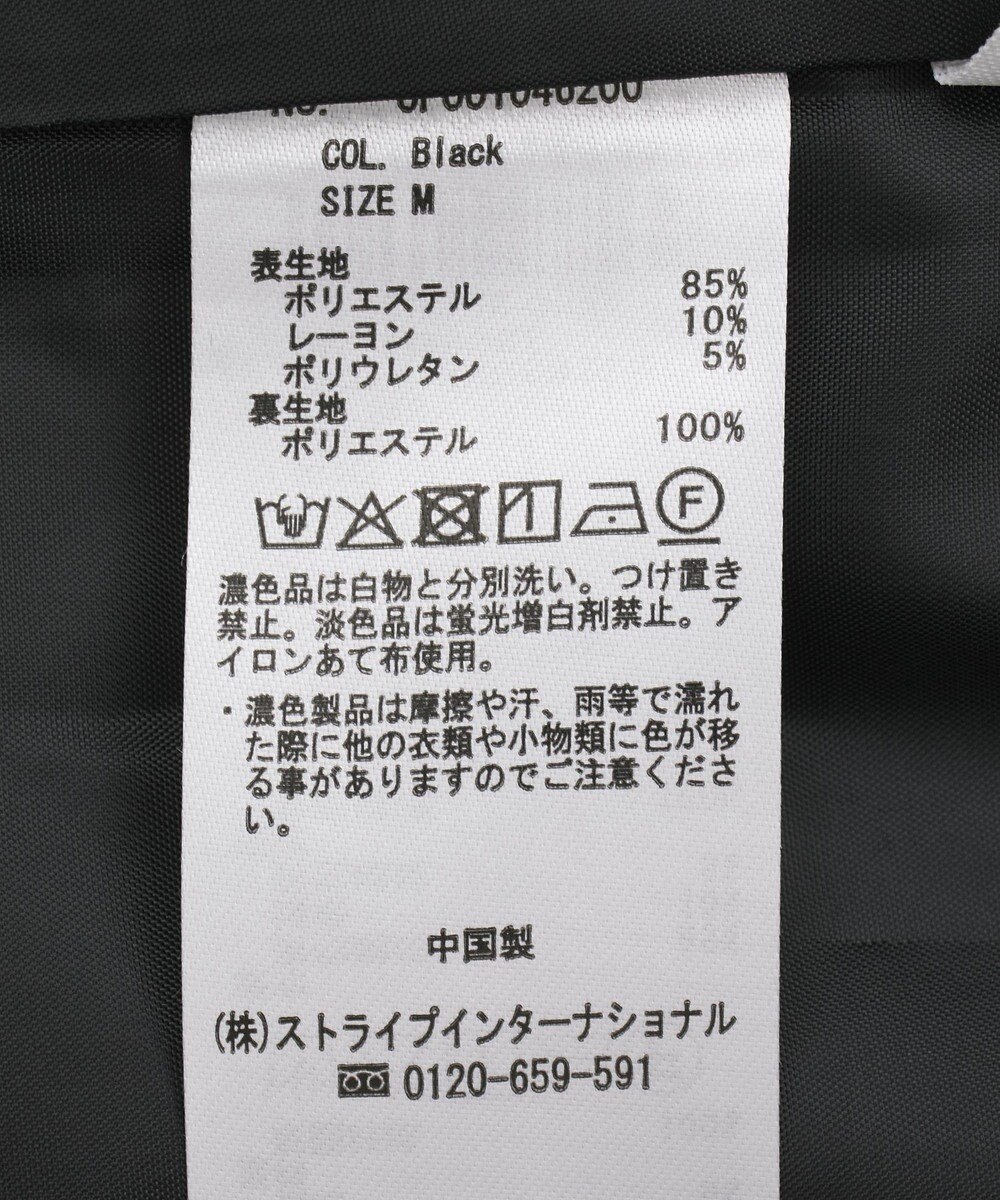 COL. Black
SIZE M
表生地
ポリエステル 85%
レーヨン 10%
ポリウレタン 5%
裏生地
ポリエステル 100%
F
濃色品は白物と分別洗い。つけ置き
禁止。淡色品は蛍光増白剤禁止。ア
イロンあて布使用。
・濃色製品は摩擦や汗、雨等で濡れ
た際に他の衣類や小物類に色が移
る事がありますのでご注意くださ
い。
中国製
(株)ストライプインターナショナル
0120-659-591